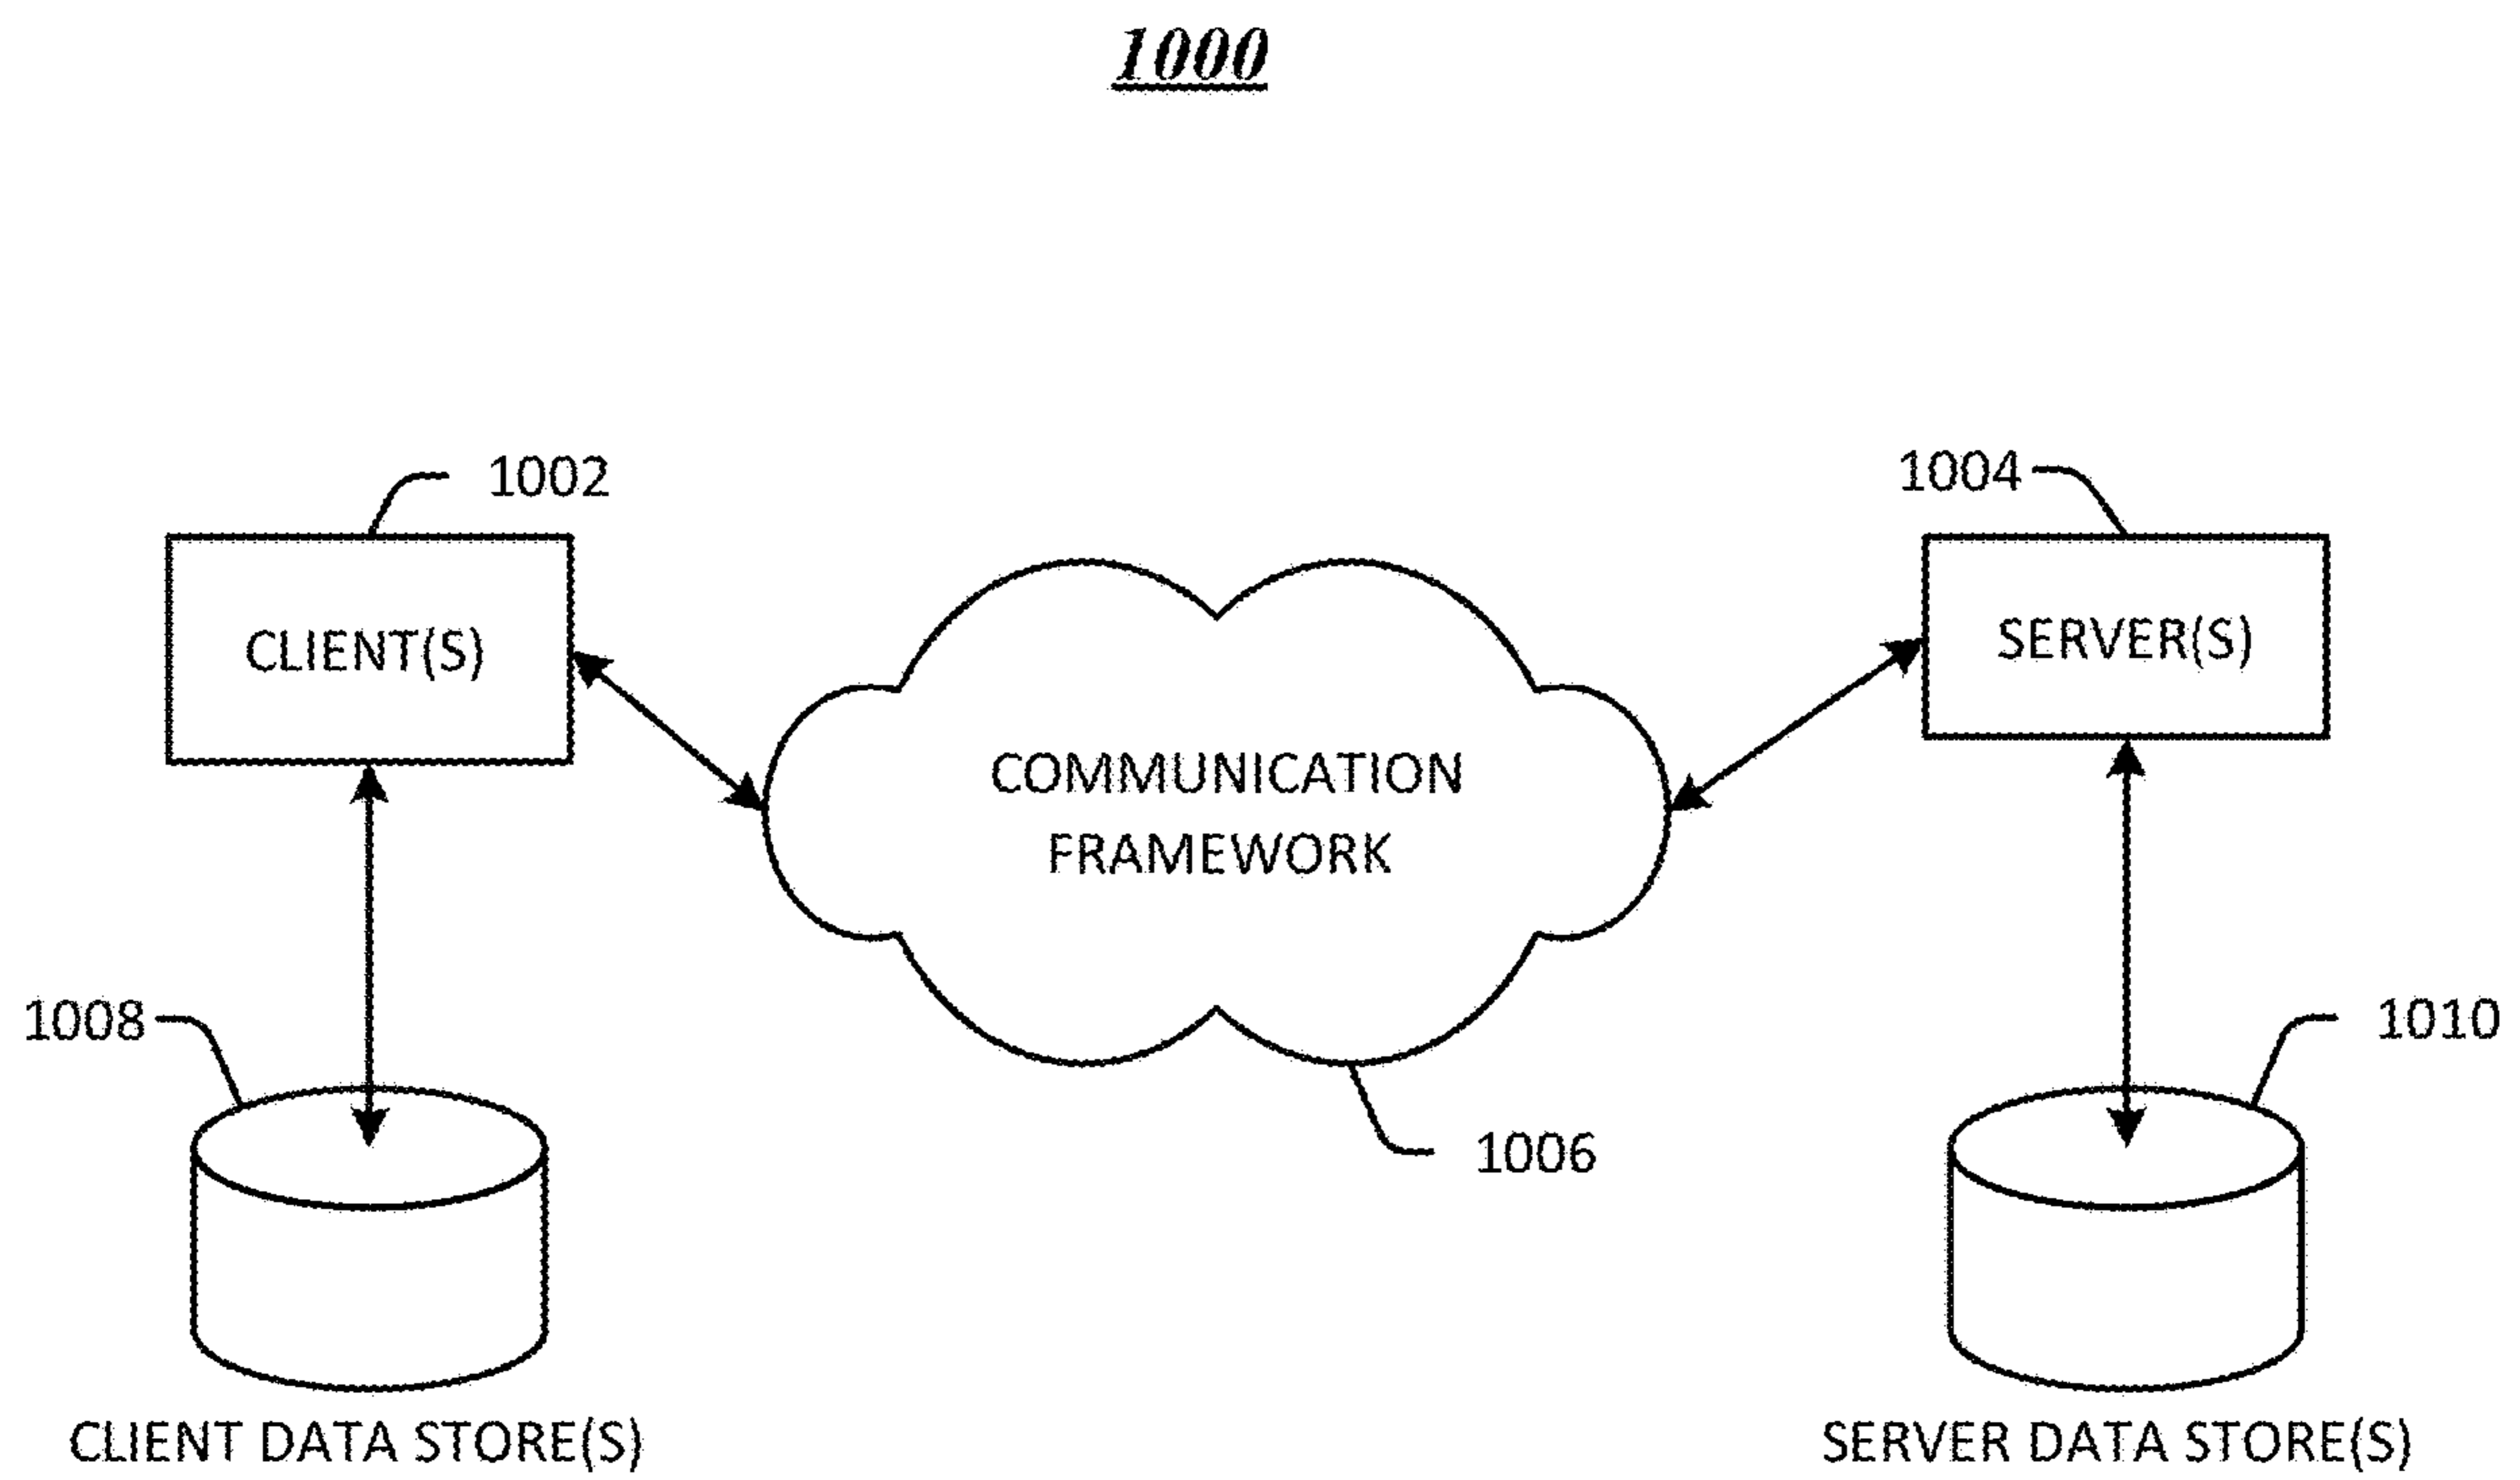 1000
1002
1004
CLIENT(S)
SERVER(S)
COMMUNICATION
FRAMEWORK
1008
1010
1006
CLIENT DATA STORE(S)
SERVER DATA STORE(S)